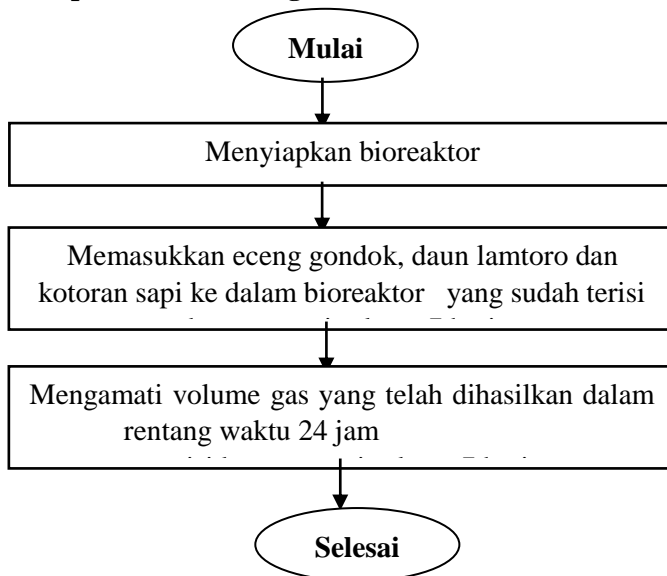 Mulai
Menyiapkan bioreaktor
Memasukkan eceng gondok, daun lamtoro dan
kotoran sapi ke dalam bioreaktor yang sudah terisi
Mengamati volume gas yang telah dihasilkan dalam
rentang waktu 24 jam
Selesai